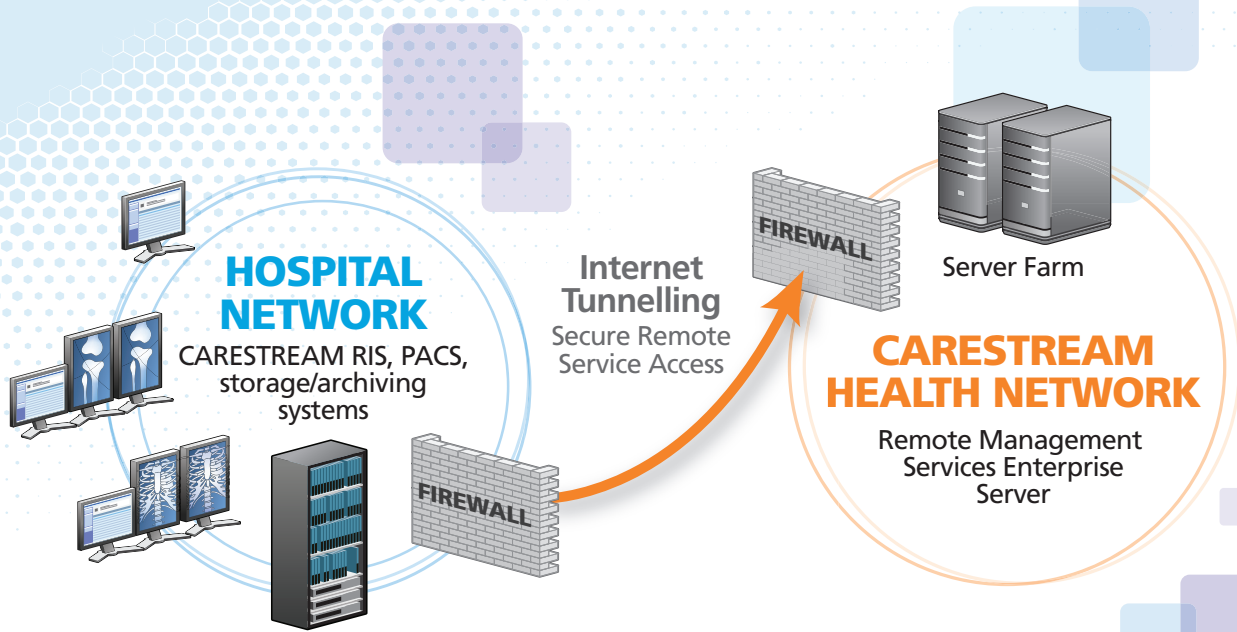 HOSPITAL
NETWORK
CARESTREAM RIS, PACS,
storage/archiving
systems
FIREWALL
Internet
Tunnelling
Secure Remote
Service Access
FIREWALL
Server Farm
CARESTREAM
HEALTH NETWORK
Remote Management
Services Enterprise
Server